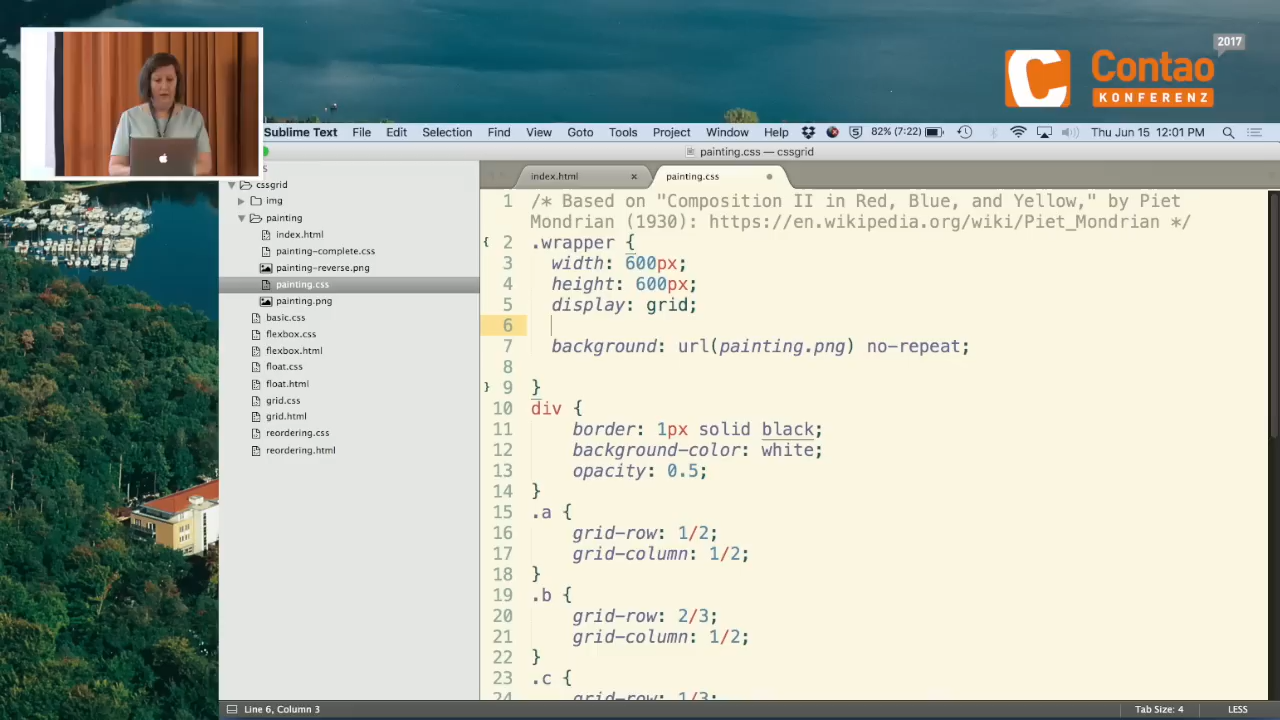 2017
Contao
KONFERENZ
Sublime Text File Edit Selection Find View Goto Tools Project Window Help 82% (7:22) Thu Jun 15 12:01 PM
painting.css — cssgrid
S
cssgrid
img
painting
index.html
painting-complete.css
painting-reverse.png
painting.css
painting.png
basic.css
flexbox.css
flexbox.html
float.css
float.html
grid.css
grid.html
reordering.css
reordering.html
index.html × painting.css
1 /* Based on "Composition II in Red, Blue, and Yellow," by Piet
Mondrian (1930): https://en.wikipedia.org/wiki/Piet_Mondrian */
2 .wrapper {
3 width: 600px;
4 height: 600px;
5 display: grid;
6
7 background: url(painting.png) no-repeat;
8
9 }
10 div {
11 border: 1px solid black;
12 background-color: white;
13 opacity: 0.5;
14 }
15 .a {
16 grid-row: 1/2;
17 grid-column: 1/2;
18 }
19 .b {
20 grid-row: 2/3;
21 grid-column: 1/2;
22 }
23 .c {
24 grid-row: 1/3;
Line 6, Column 3 Tab Size: 4 LESS